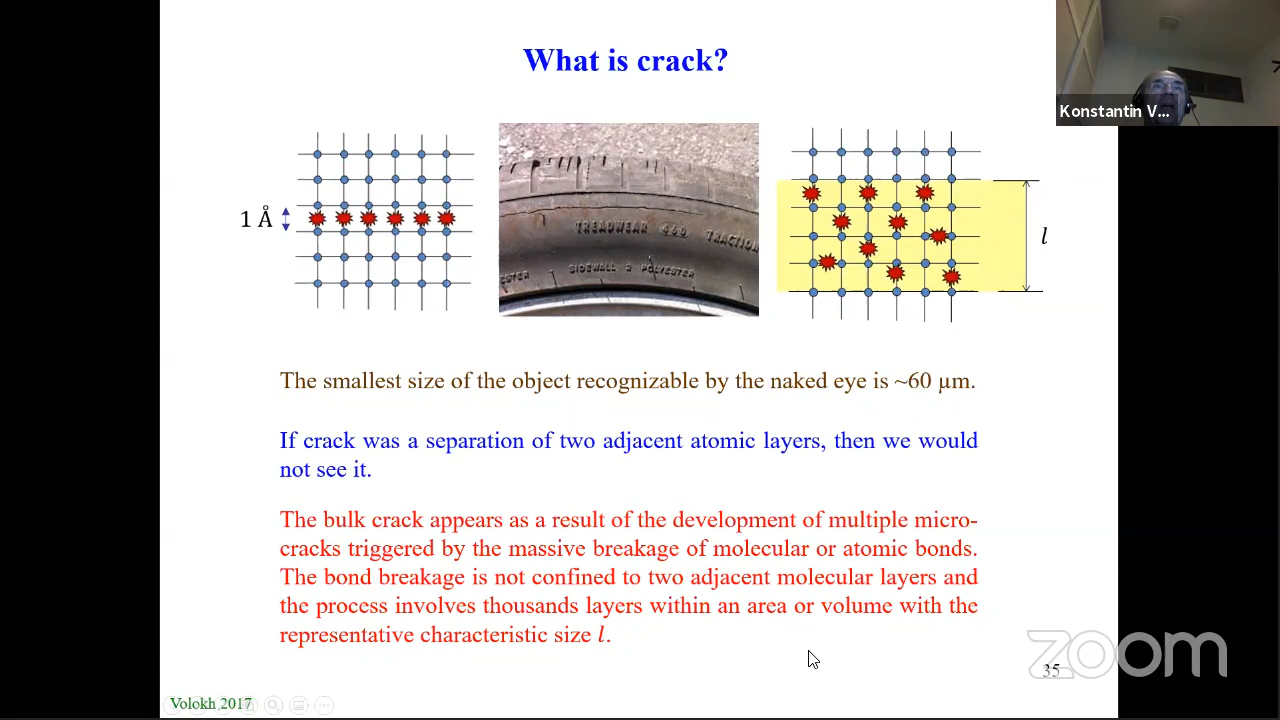 What is crack?
Konstantin V...
1 Å
TREADWEAR 460 TRACTION
SIDEWALL 2 POLYESTER
l
The smallest size of the object recognizable by the naked eye is ~60 µm.
If crack was a separation of two adjacent atomic layers, then we would
not see it.
The bulk crack appears as a result of the development of multiple micro-
cracks triggered by the massive breakage of molecular or atomic bonds.
The bond breakage is not confined to two adjacent molecular layers and
the process involves thousands layers within an area or volume with the
representative characteristic size l.
zoom
35
Volokh 2017